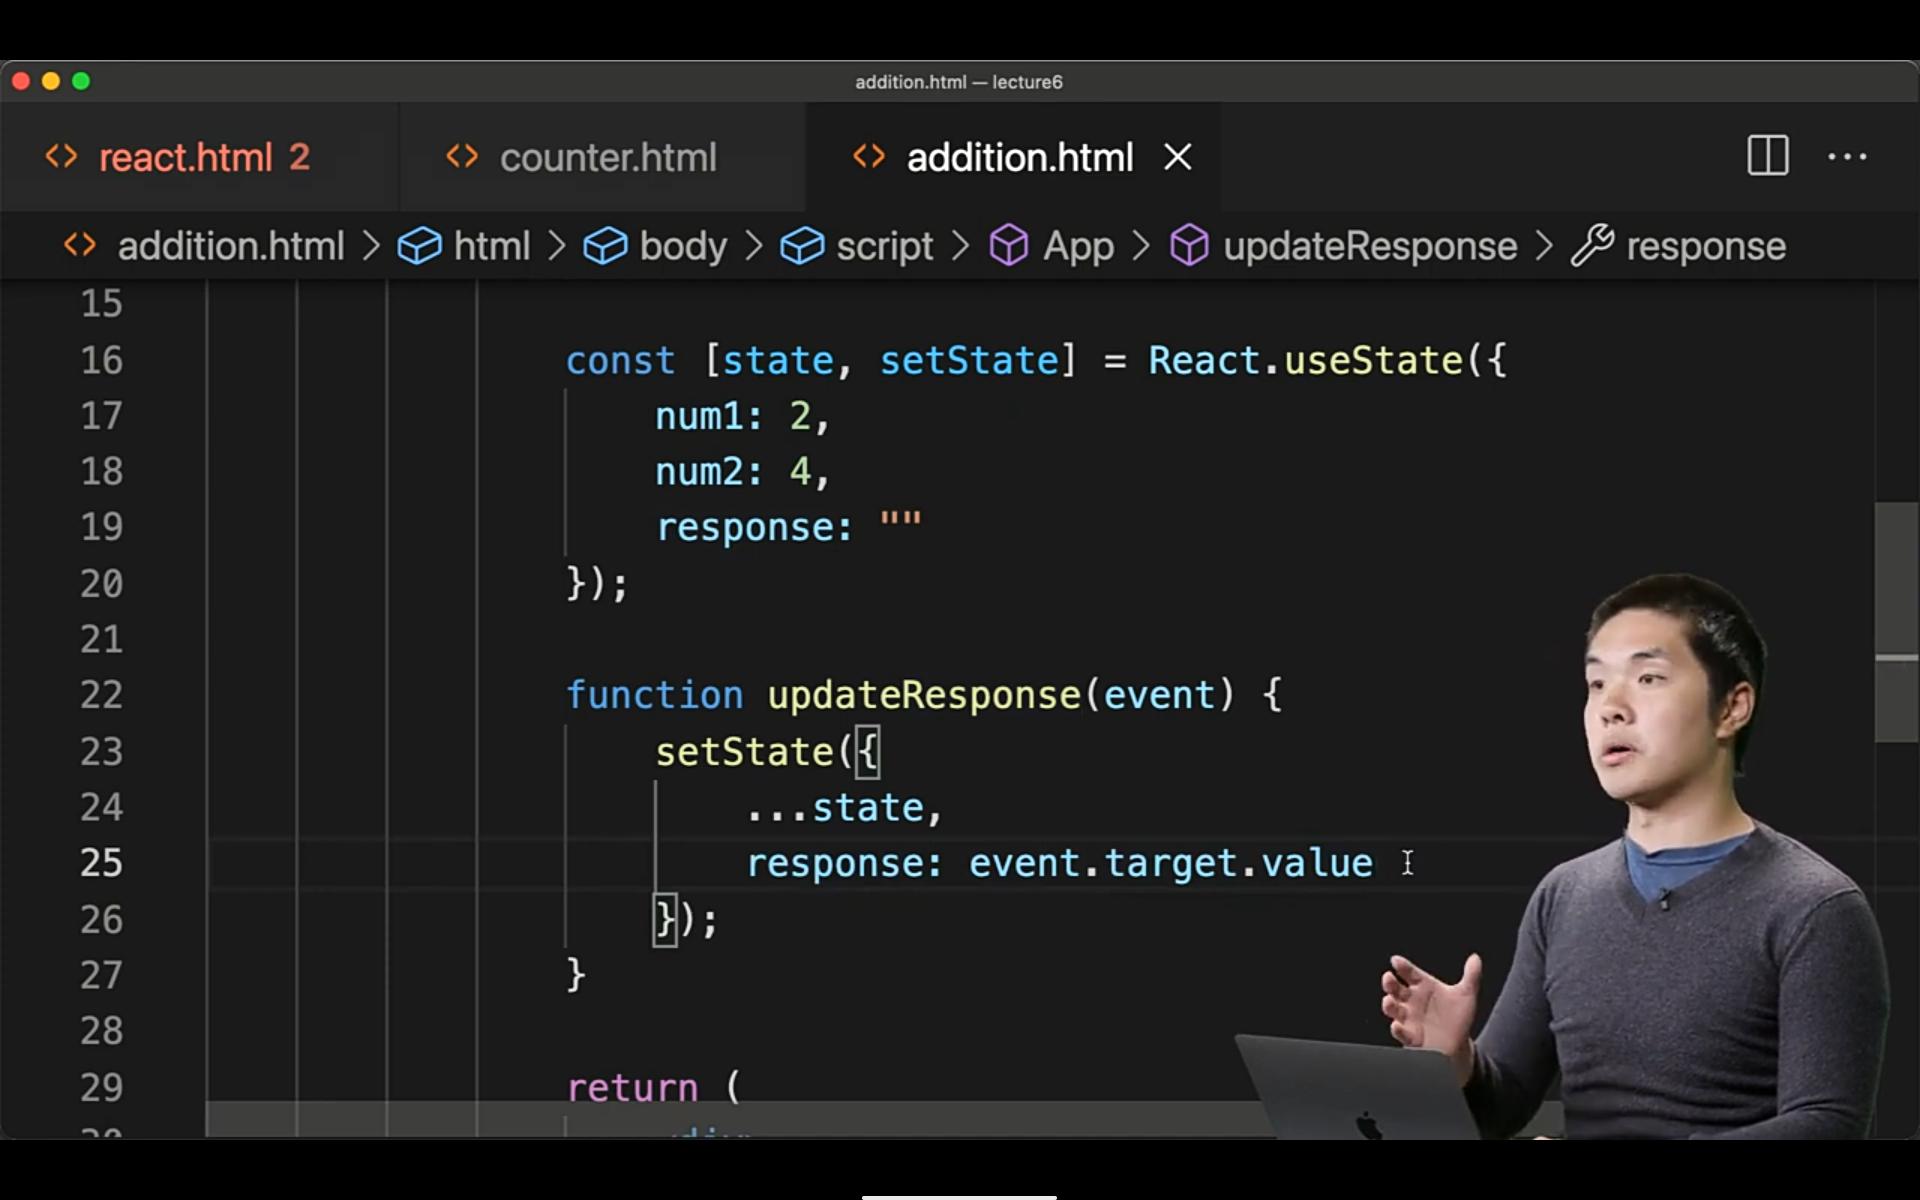 addition.html — lecture6
react.html 2 counter.html addition.html
addition.html > html > body > script > App > updateResponse > response
15
16 const [state, setState] = React.useState({
17 num1: 2,
18 num2: 4,
19 response: ""
20 });
21
22 function updateResponse(event) {
23 setState({
24 ...state,
25 response: event.target.value
26 });
27 }
28
29 return (